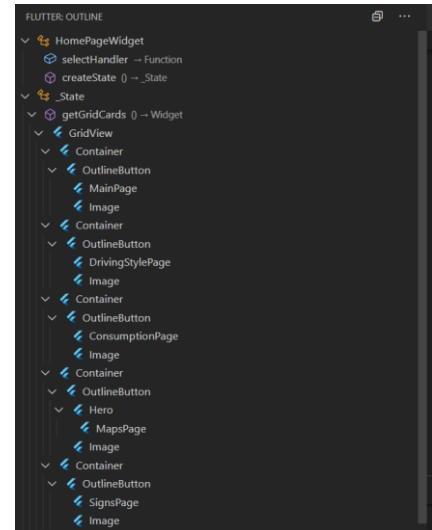 FLUTTER: OUTLINE
HomePageWidget
selectHandler → Function
createState () → _State
_State
getGridCards () → Widget
GridView
Container
OutlineButton
MainPage
Image
Container
OutlineButton
DrivingStylePage
Image
Container
OutlineButton
ConsumptionPage
Image
Container
OutlineButton
Hero
MapsPage
Image
Container
OutlineButton
SignsPage
Image